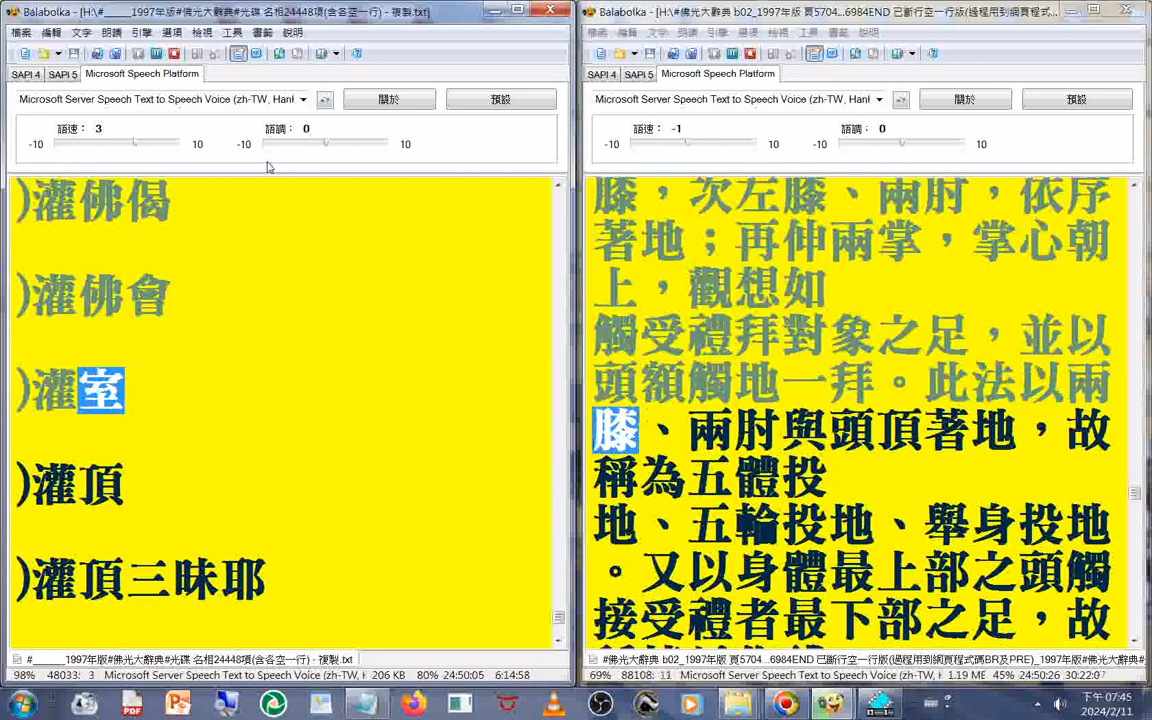 Balabolka - [H:\#_____1997年版#佛光大辭典#光碟 名相24448項(含各空一行) - 複製.txt]
檔案 編輯 文字 朗讀 引擎 選項 檢視 工具 書籤 說明
SAPI 4 SAPI 5 Microsoft Speech Platform
Microsoft Server Speech Text to Speech Voice (zh-TW, Hanl
關於 預設
語速： 3 語調： 0
-10 10 -10 10
)灌佛偈
)灌佛會
)灌室
)灌頂
)灌頂三昧耶
#_____1997年版#佛光大辭典#光碟 名相24448項(含各空一行) - 複製.txt
98% 48033: 3 Microsoft Server Speech Text to Speech Voice (zh-TW, H 206 KB 80% 24:50:05 6:14:58
Balabolka - [H:\#佛光大辭典 b02_1997年版 頁5704...6984END 已斷行空一行版(過程用到網頁程式...
檔案 編輯 文字 朗讀 引擎 選項 檢視 工具 書籤 說明
SAPI 4 SAPI 5 Microsoft Speech Platform
Microsoft Server Speech Text to Speech Voice (zh-TW, Hanl
關於 預設
語速： -1 語調： 0
-10 10 -10 10
膝，次左膝、兩肘，依序
著地；再伸兩掌，掌心朝
上，觀想如
觸受禮拜對象之足，並以
頭額觸地一拜。此法以兩
膝、兩肘與頭頂著地，故
稱為五體投
地、五輪投地、舉身投地
。又以身體最上部之頭觸
接受禮者最下部之足，故
#佛光大辭典 b02_1997年版 頁5704...6984END 已斷行空一行版(過程用到網頁程式碼BR及PRE)_1997年版#佛光大辭典#
69% 88108: 11 Microsoft Server Speech Text to Speech Voice (zh-TW, H 1.19 ME 45% 24:50:26 30:22:0?
下午 07:45
2024/2/11